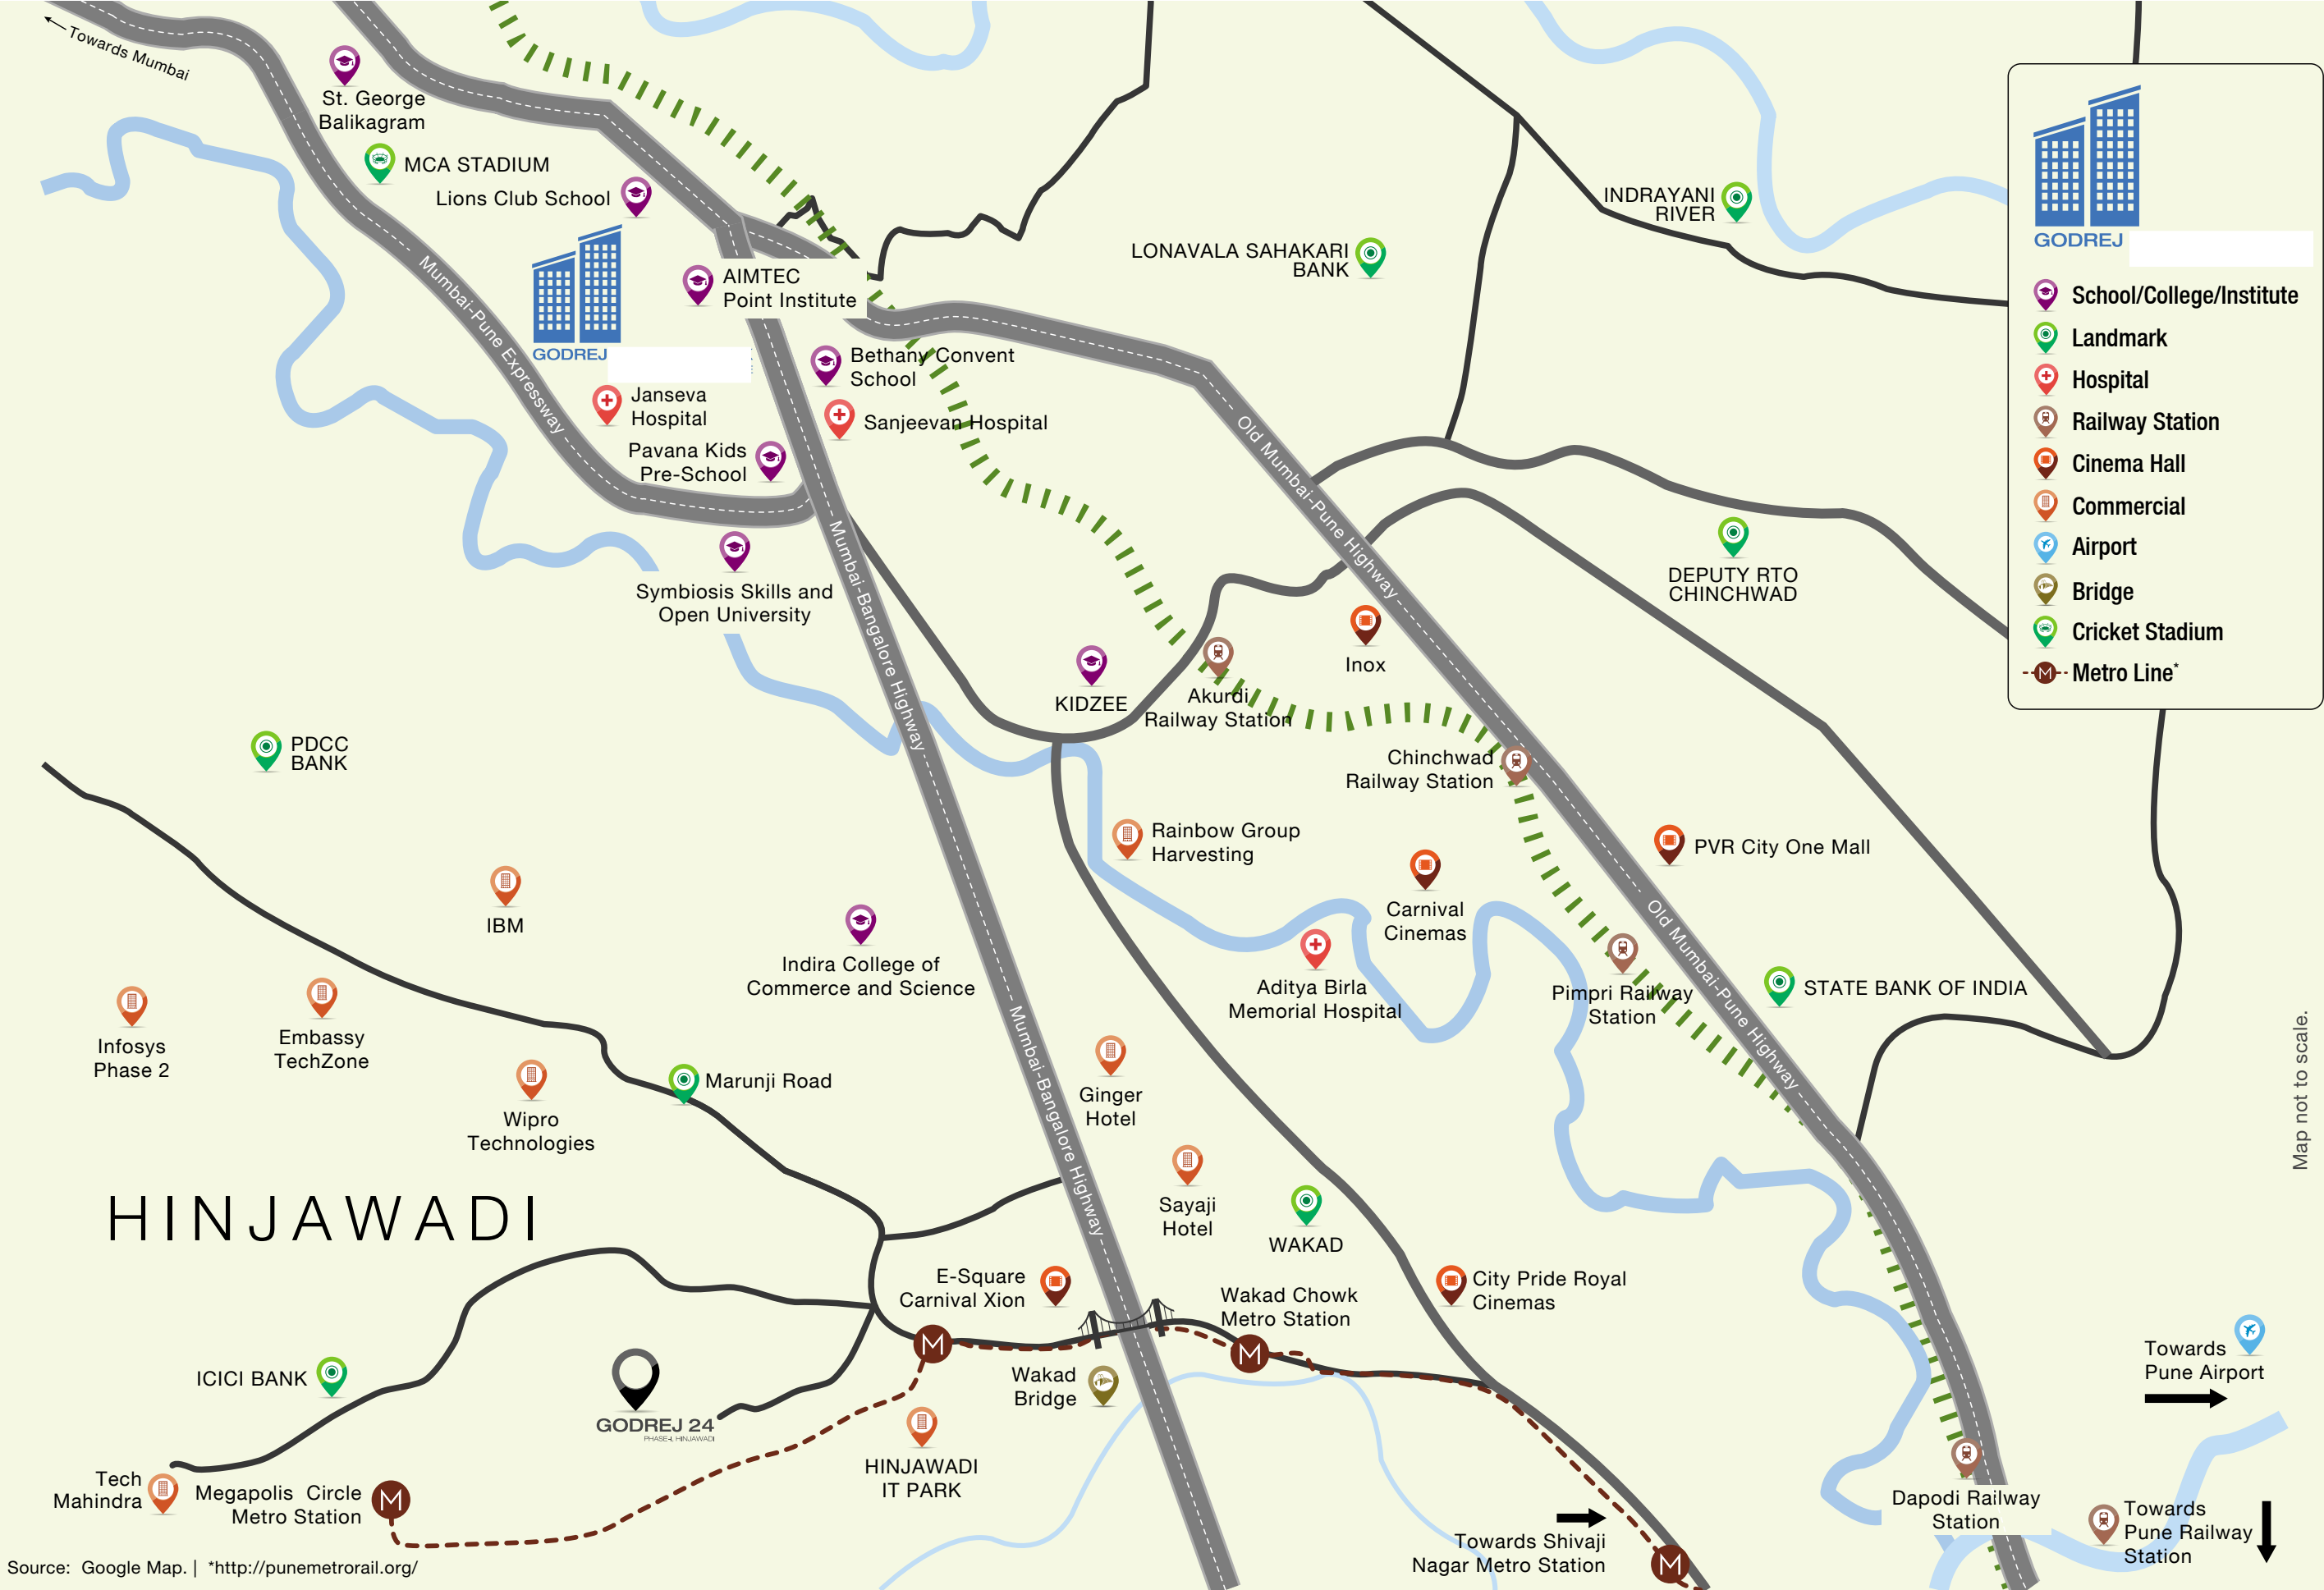 Towards Mumbai
St. George
Balikagram
MCA STADIUM
Lions Club School
INDRAYANI
RIVER
LONAVALA SAHAKARI
BANK
AIMTEC
Point Institute
GODREJ
Mumbai-Pune Expressway
Bethany Convent
School
Janseva
Hospital
Sanjeevan Hospital
Pavana Kids
Pre-School
Old Mumbai-Pune Highway
Symbiosis Skills and
Open University
Mumbai-Bangalore Highway
DEPUTY RTO
CHINCHWAD
Inox
KIDZEE
Akurdi
Railway Station
PDCC
BANK
Chinchwad
Railway Station
Rainbow Group
Harvesting
PVR City One Mall
IBM
Carnival
Cinemas
Old Mumbai-Pune Highway
Indira College of
Commerce and Science
Aditya Birla
Memorial Hospital
Pimpri Railway
Station
STATE BANK OF INDIA
Infosys
Phase 2
Embassy
TechZone
Wipro
Technologies
Marunji Road
Mumbai-Bangalore Highway
Ginger
Hotel
Sayaji
Hotel
WAKAD
HINJAWADI
E-Square
Carnival Xion
Wakad Chowk
Metro Station
City Pride Royal
Cinemas
ICICI BANK
GODREJ 24
PHASE-I, HINJAWADI
Wakad
Bridge
HINJAWADI
IT PARK
Tech
Mahindra
Megapolis Circle
Metro Station
Towards Shivaji
Nagar Metro Station
Dapodi Railway
Station
Towards
Pune Airport
Towards
Pune Railway
Station
GODREJ
School/College/Institute
Landmark
Hospital
Railway Station
Cinema Hall
Commercial
Airport
Bridge
Cricket Stadium
M Metro Line*
M
M
M
M
Map not to scale.
Source: Google Map. | *http://punemetrorail.org/